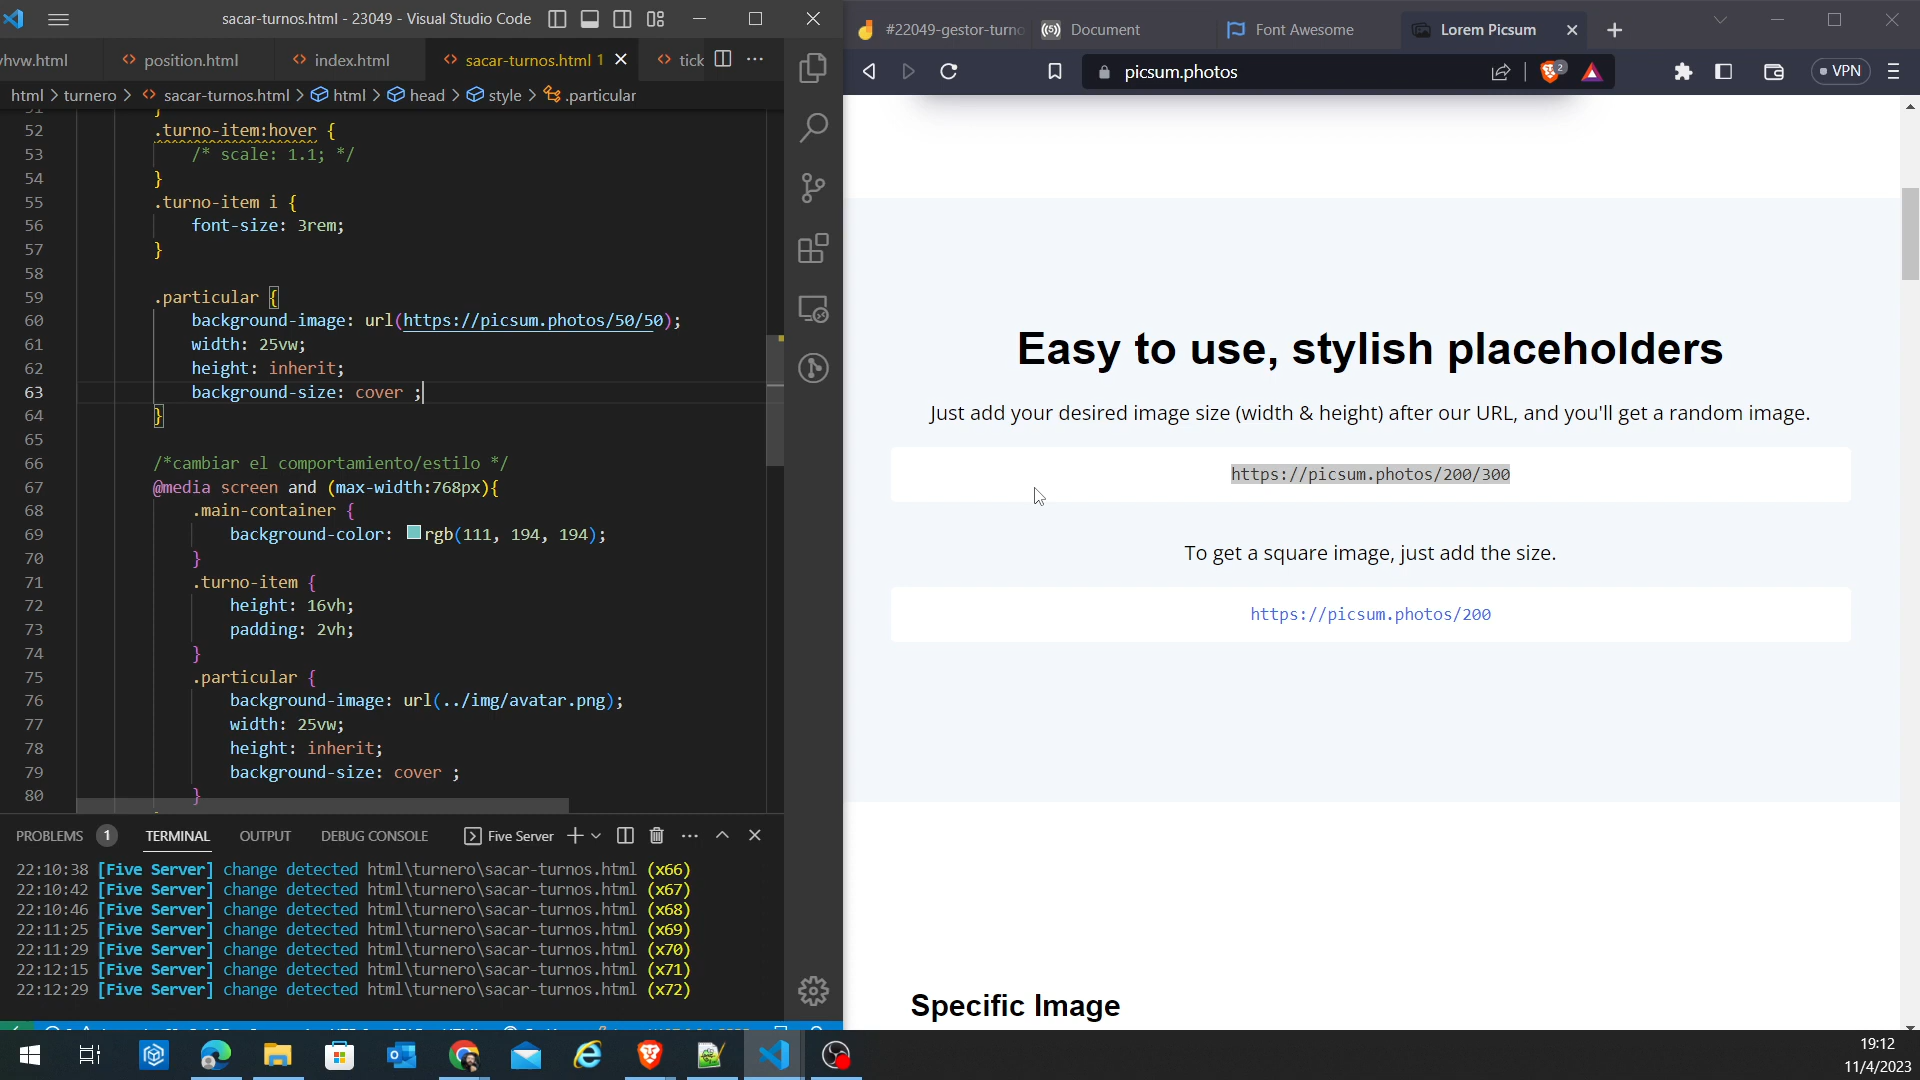 sacar-turnos.html - 23049 - Visual Studio Code
hvw.html
position.html
index.html
sacar-turnos.html 1
tick
html > turnero > sacar-turnos.html > html > head > style > .particular
52 .turno-item:hover {
53 /* scale: 1.1; */
54 }
55 .turno-item i {
56 font-size: 3rem;
57 }
58
59 .particular {
60 background-image: url(https://picsum.photos/50/50);
61 width: 25vw;
62 height: inherit;
63 background-size: cover ;
64 }
65
66 /*cambiar el comportamiento/estilo */
67 @media screen and (max-width:768px){
68 .main-container {
69 background-color: rgb(111, 194, 194);
70 }
71 .turno-item {
72 height: 16vh;
73 padding: 2vh;
74 }
75 .particular {
76 background-image: url(../img/avatar.png);
77 width: 25vw;
78 height: inherit;
79 background-size: cover ;
80 }
PROBLEMS 1 TERMINAL OUTPUT DEBUG CONSOLE Five Server
22:10:38 [Five Server] change detected html\turnero\sacar-turnos.html (x66)
22:10:42 [Five Server] change detected html\turnero\sacar-turnos.html (x67)
22:10:46 [Five Server] change detected html\turnero\sacar-turnos.html (x68)
22:11:25 [Five Server] change detected html\turnero\sacar-turnos.html (x69)
22:11:29 [Five Server] change detected html\turnero\sacar-turnos.html (x70)
22:12:15 [Five Server] change detected html\turnero\sacar-turnos.html (x71)
22:12:29 [Five Server] change detected html\turnero\sacar-turnos.html (x72)
#22049-gestor-turno
Document
Font Awesome
Lorem Picsum
picsum.photos
2
VPN
Easy to use, stylish placeholders
Just add your desired image size (width & height) after our URL, and you'll get a random image.
https://picsum.photos/200/300
To get a square image, just add the size.
https://picsum.photos/200
Specific Image
19:12
11/4/2023